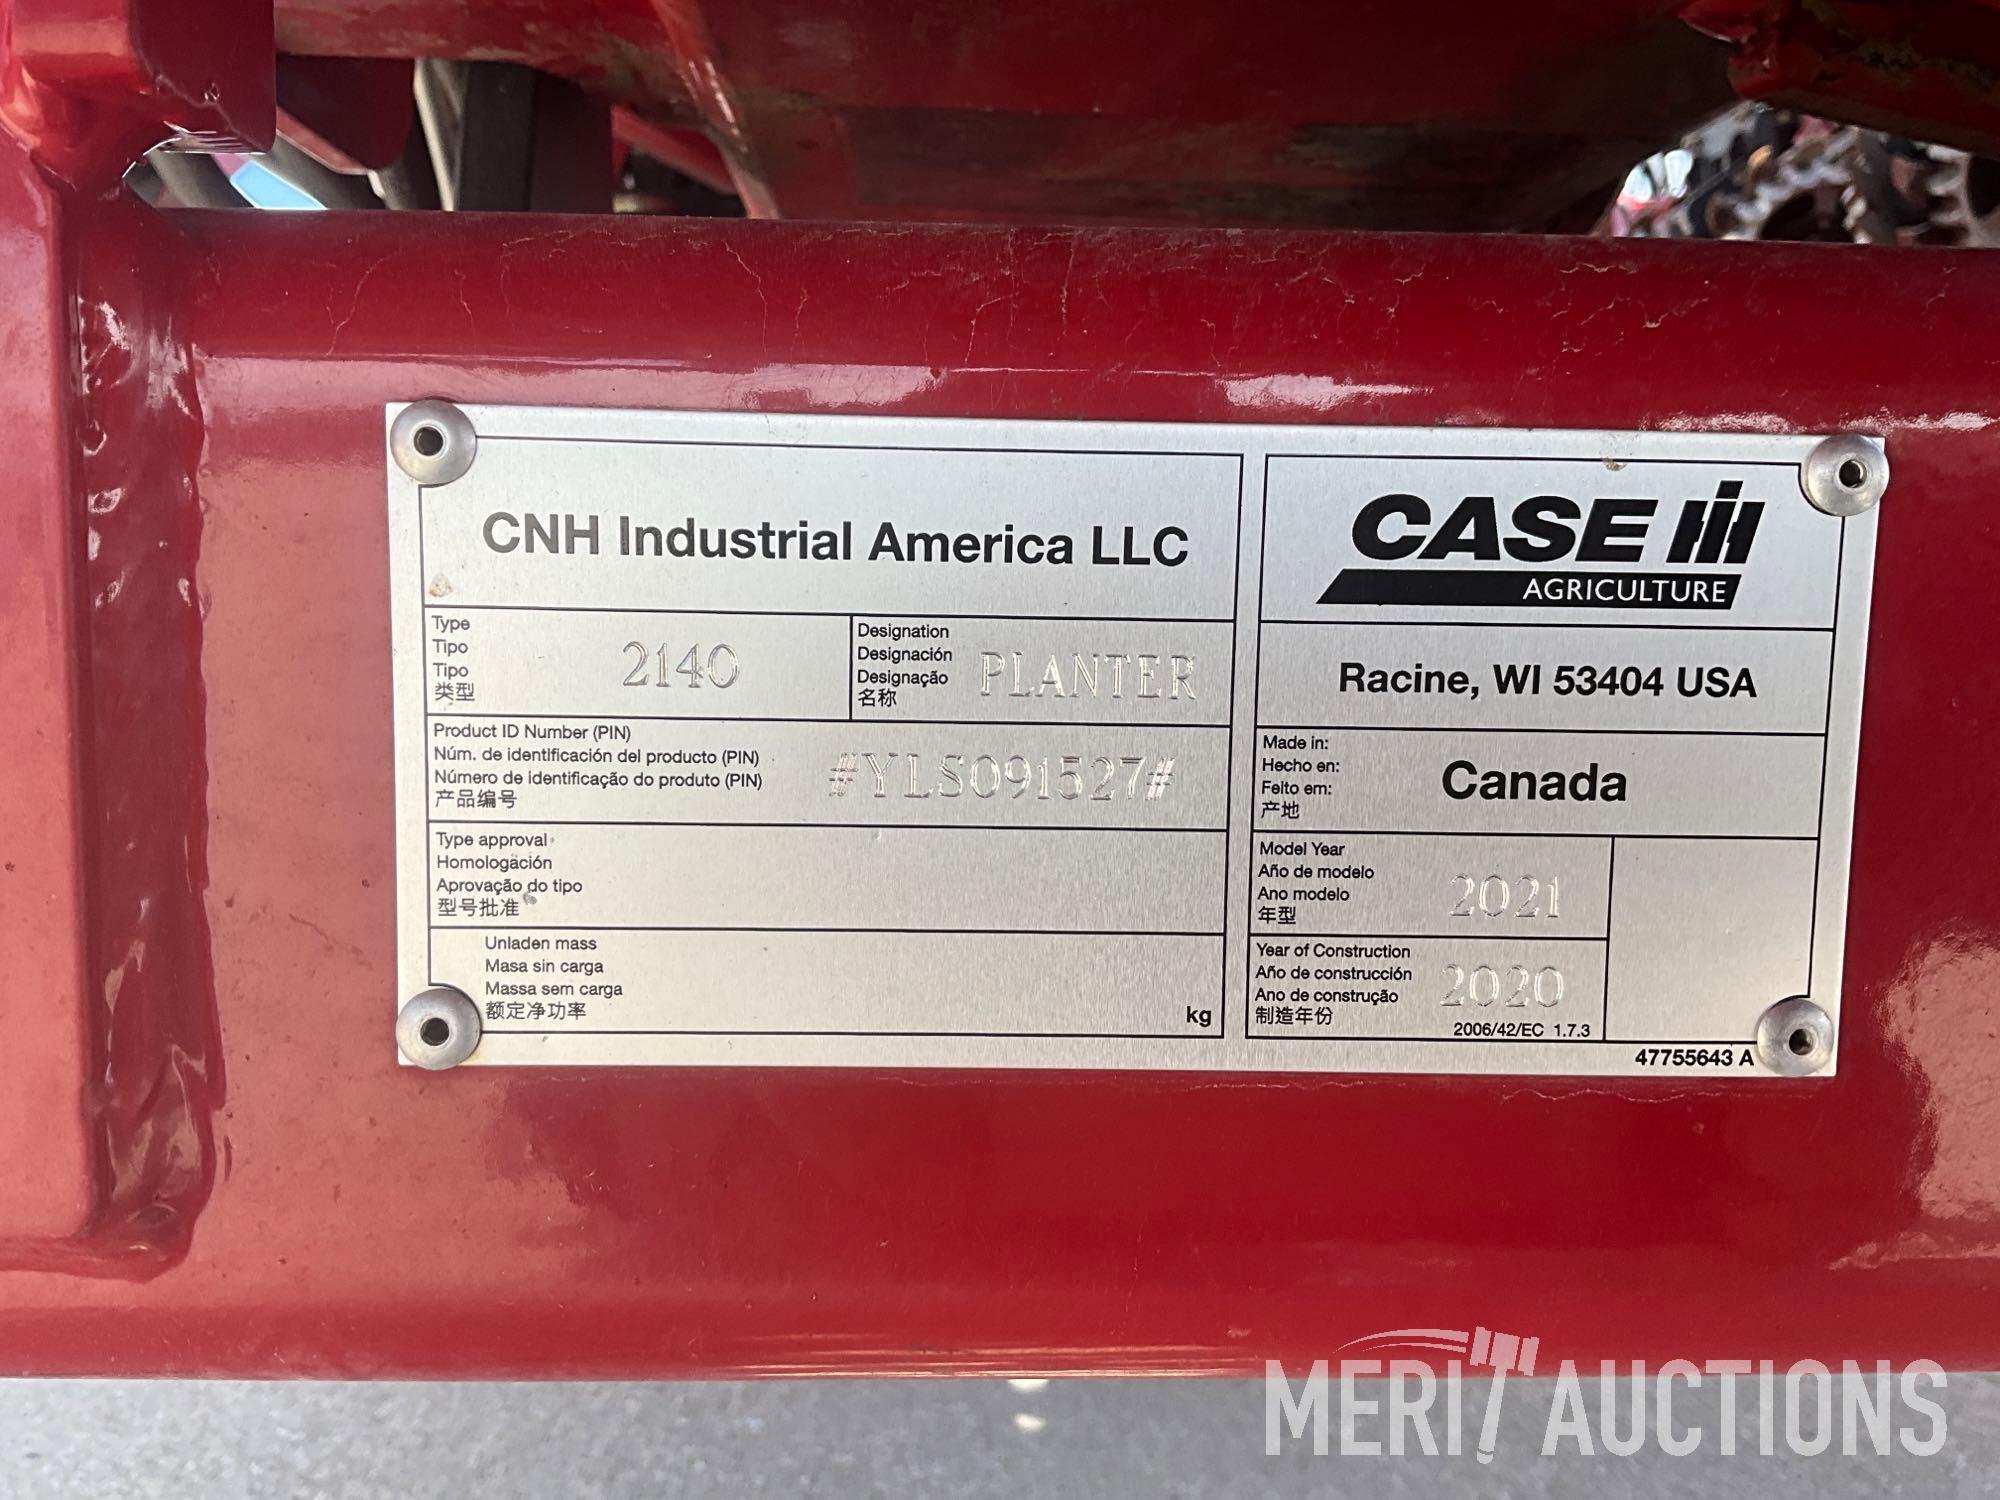 CNH Industrial America LLC
Type
Tipo
Tipo
类型
2140
Designation
Designación
Designação
名称
PLANTER
Product ID Number (PIN)
Núm. de identificación del producto (PIN)
Número de identificação do produto (PIN)
产品编号
#YLS091527#
Type approval
Homologación
Aprovação do tipo
型号批准
Unladen mass
Masa sin carga
Massa sem carga
额定净功率
kg
CASE IH
AGRICULTURE
Racine, WI 53404 USA
Made in:
Hecho en:
Feito em:
产地
Canada
Model Year
Año de modelo
Ano modelo
年型
2021
Year of Construction
Año de construcción
Ano de construção
制造年份
2020
2006/42/EC 1.7.3
47755643 A
MERIT AUCTIONS